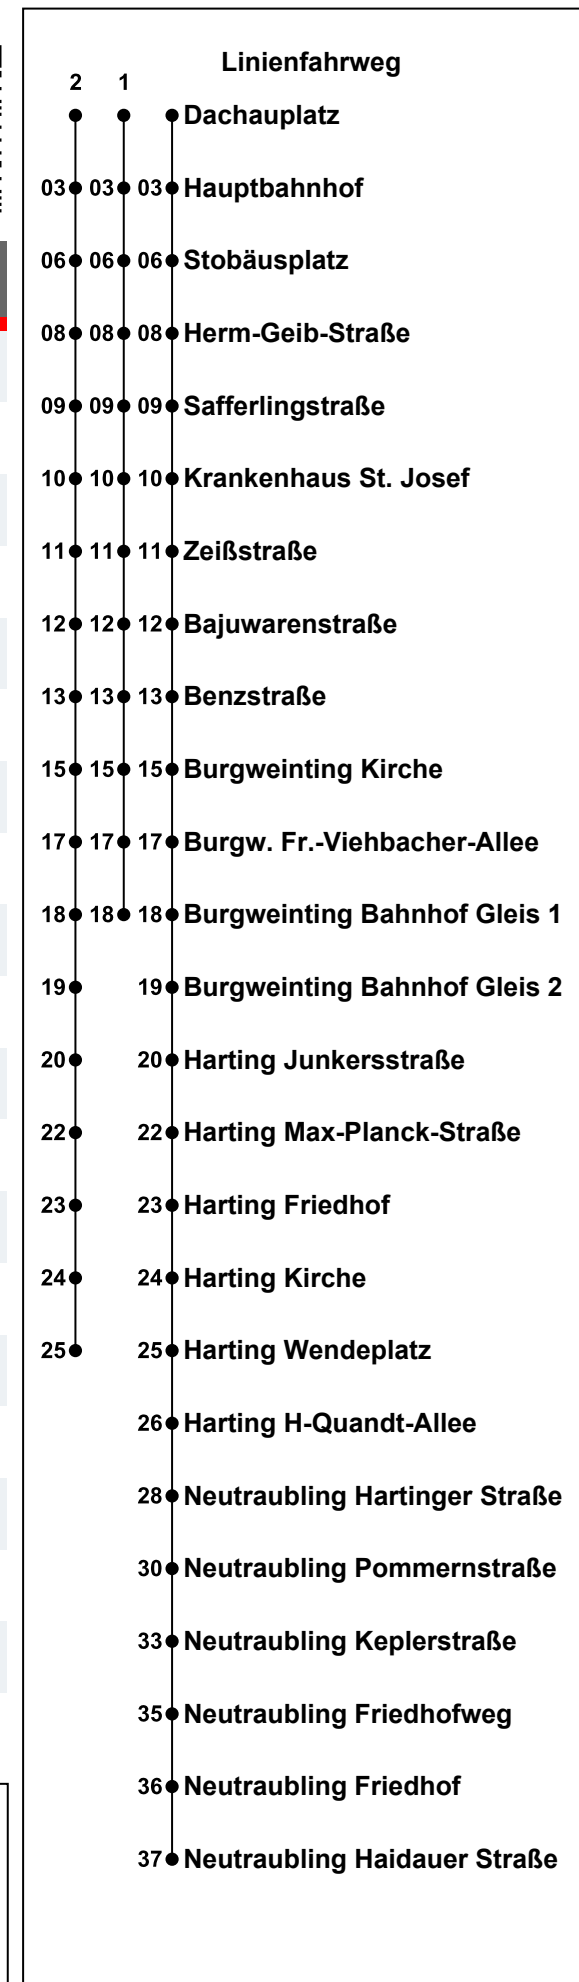 Linienfahrweg
2 1
Dachauplatz
03 03 03 Hauptbahnhof
06 06 06 Stobäusplatz
08 08 08 Herm-Geib-Straße
09 09 09 Safferlingstraße
10 10 10 Krankenhaus St. Josef
11 11 11 Zeißstraße
12 12 12 Bajuwarenstraße
13 13 13 Benzstraße
15 15 15 Burgweinting Kirche
17 17 17 Burgw. Fr.-Viehbacher-Allee
18 18 18 Burgweinting Bahnhof Gleis 1
19 19 Burgweinting Bahnhof Gleis 2
20 20 Harting Junkersstraße
22 22 Harting Max-Planck-Straße
23 23 Harting Friedhof
24 24 Harting Kirche
25 25 Harting Wendeplatz
26 Harting H-Quandt-Allee
28 Neutraubling Hartinger Straße
30 Neutraubling Pommernstraße
33 Neutraubling Keplerstraße
35 Neutraubling Friedhofweg
36 Neutraubling Friedhof
37 Neutraubling Haidauer Straße